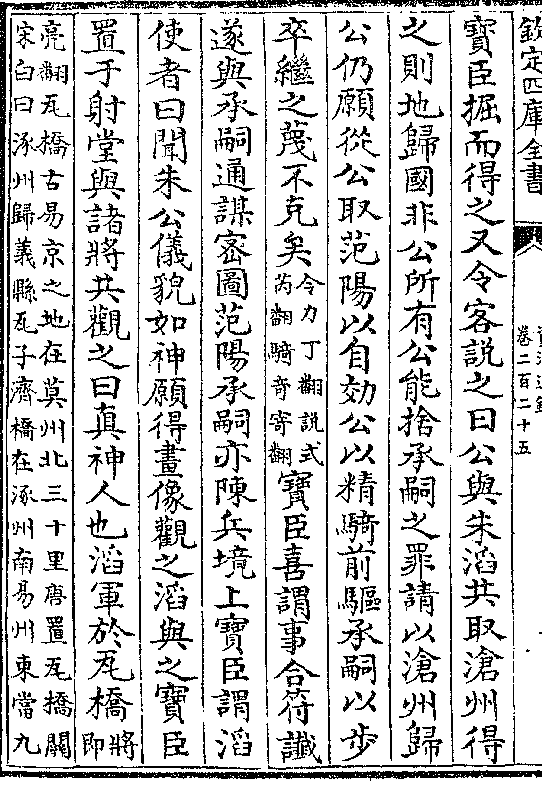 欽定四庫全書
卷二百二十五
寶臣掘而得之又令客說之曰公與朱滔共取滄州得
之則地歸國非公所有公能捨承嗣之罪請以滄州歸
公仍願從公取范陽以自効公以精騎前驅承嗣以步
卒繼之蔑不克矣令力丁翻說式芮翻騎奇寄翻寶臣喜謂事合符讖
遂與承嗣通謀密圖范陽承嗣亦陳兵境上寶臣謂滔
使者曰聞朱公儀貌如神願得畫像觀之滔與之寶臣
置于射堂與諸將共觀之曰真神人也滔軍於瓦橋將即
亮翻瓦橋古易京之地在莫州北三十里唐置瓦橋關
宋白曰涿州歸義縣瓦子濟橋在涿州南易州東當九